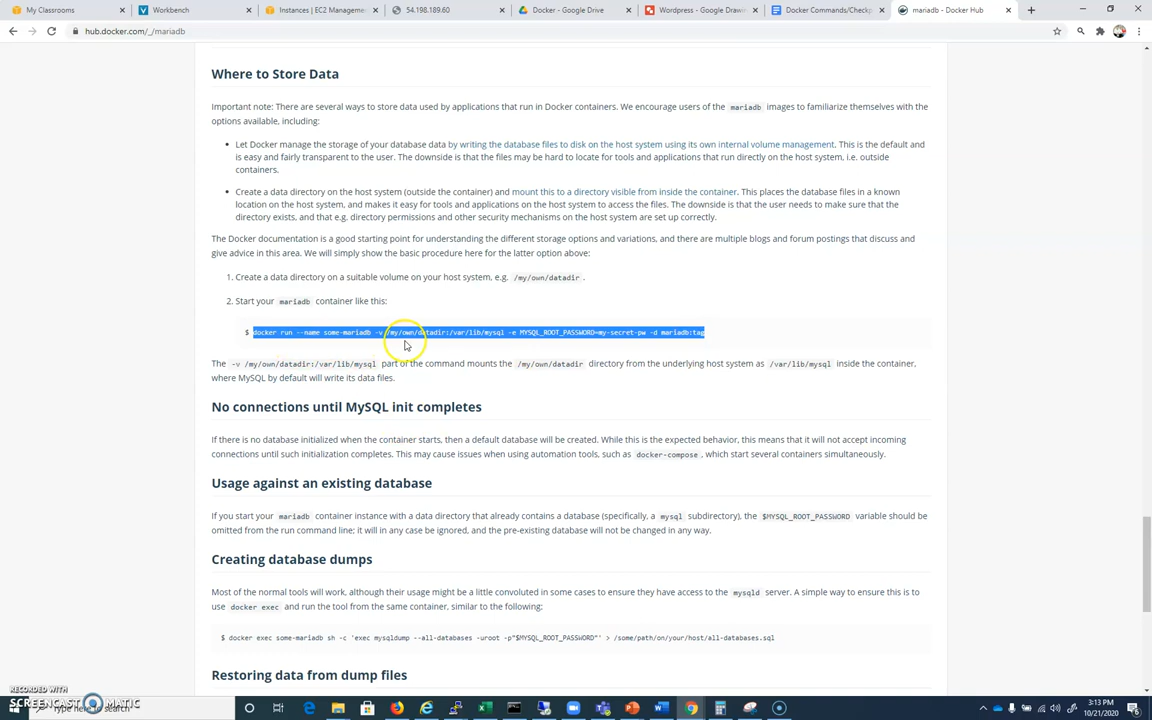 My Classrooms
Workbench
Instances | EC2 Manageme
54.198.189.60
Docker - Google Drive
Wordpress - Google Drawin
Docker Commands/Checkp
mariadb - Docker Hub
hub.docker.com/_/mariadb
Where to Store Data
Important note: There are several ways to store data used by applications that run in Docker containers. We encourage users of the mariadb images to familiarize themselves with the
options available, including:
Let Docker manage the storage of your database data by writing the database files to disk on the host system using its own internal volume management. This is the default and
is easy and fairly transparent to the user. The downside is that the files may be hard to locate for tools and applications that run directly on the host system, i.e. outside
containers.
Create a data directory on the host system (outside the container) and mount this to a directory visible from inside the container. This places the database files in a known
location on the host system, and makes it easy for tools and applications on the host system to access the files. The downside is that the user needs to make sure that the
directory exists, and that e.g. directory permissions and other security mechanisms on the host system are set up correctly.
The Docker documentation is a good starting point for understanding the different storage options and variations, and there are multiple blogs and forum postings that discuss and
give advice in this area. We will simply show the basic procedure here for the latter option above:
1. Create a data directory on a suitable volume on your host system, e.g. /my/own/datadir .
2. Start your mariadb container like this:
$ docker run --name some-mariadb -v /my/own/datadir:/var/lib/mysql -e MYSQL_ROOT_PASSWORD=my-secret-pw -d mariadb:tag
The -v /my/own/datadir:/var/lib/mysql part of the command mounts the /my/own/datadir directory from the underlying host system as /var/lib/mysql inside the container,
where MySQL by default will write its data files.
No connections until MySQL init completes
If there is no database initialized when the container starts, then a default database will be created. While this is the expected behavior, this means that it will not accept incoming
connections until such initialization completes. This may cause issues when using automation tools, such as docker-compose , which start several containers simultaneously.
Usage against an existing database
If you start your mariadb container instance with a data directory that already contains a database (specifically, a mysql subdirectory), the $MYSQL_ROOT_PASSWORD variable should be
omitted from the run command line; it will in any case be ignored, and the pre-existing database will not be changed in any way.
Creating database dumps
Most of the normal tools will work, although their usage might be a little convoluted in some cases to ensure they have access to the mysqld server. A simple way to ensure this is to
use docker exec and run the tool from the same container, similar to the following:
$ docker exec some-mariadb sh -c 'exec mysqldump --all-databases -uroot -p"$MYSQL_ROOT_PASSWORD"' > /some/path/on/your/host/all-databases.sql
Restoring data from dump files
RECORDED WITH
SCREENCAST MATIC
Type here to search
3:13 PM
10/21/2020